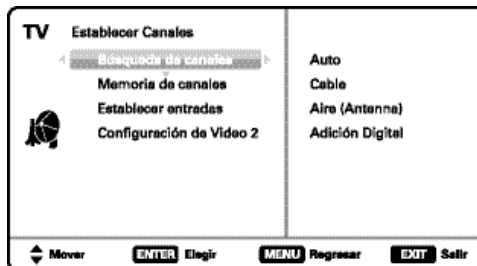 TV Establecer Canales
Búsqueda de canales
Memoria de canales
Establecer entradas
Configuración de Video 2
Auto
Cable
Aire (Antenna)
Adición Digital
Mover ENTER Elegir MENU Regresar EXIT Salir